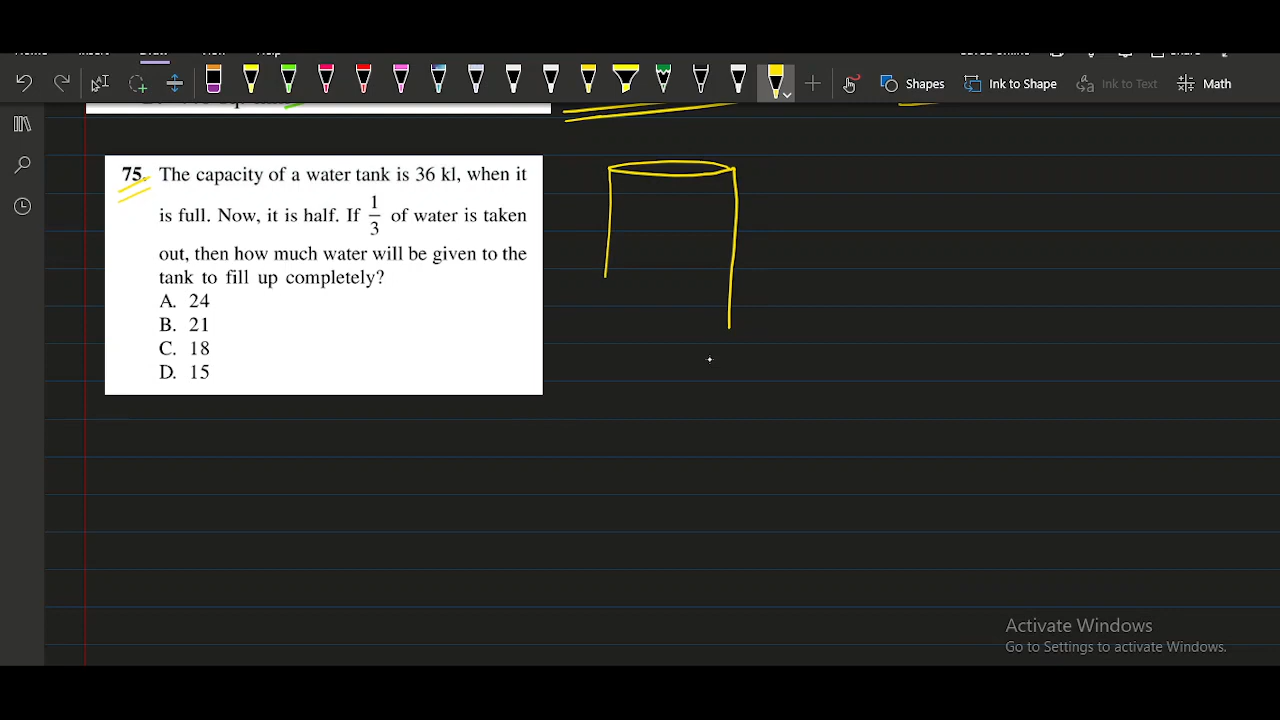 Shapes
Ink to Shape
Ink to Text
Math
75. The capacity of a water tank is 36 kl, when it
is full. Now, it is half. If 1/3 of water is taken
out, then how much water will be given to the
tank to fill up completely?
A. 24
B. 21
C. 18
D. 15
Activate Windows
Go to Settings to activate Windows.